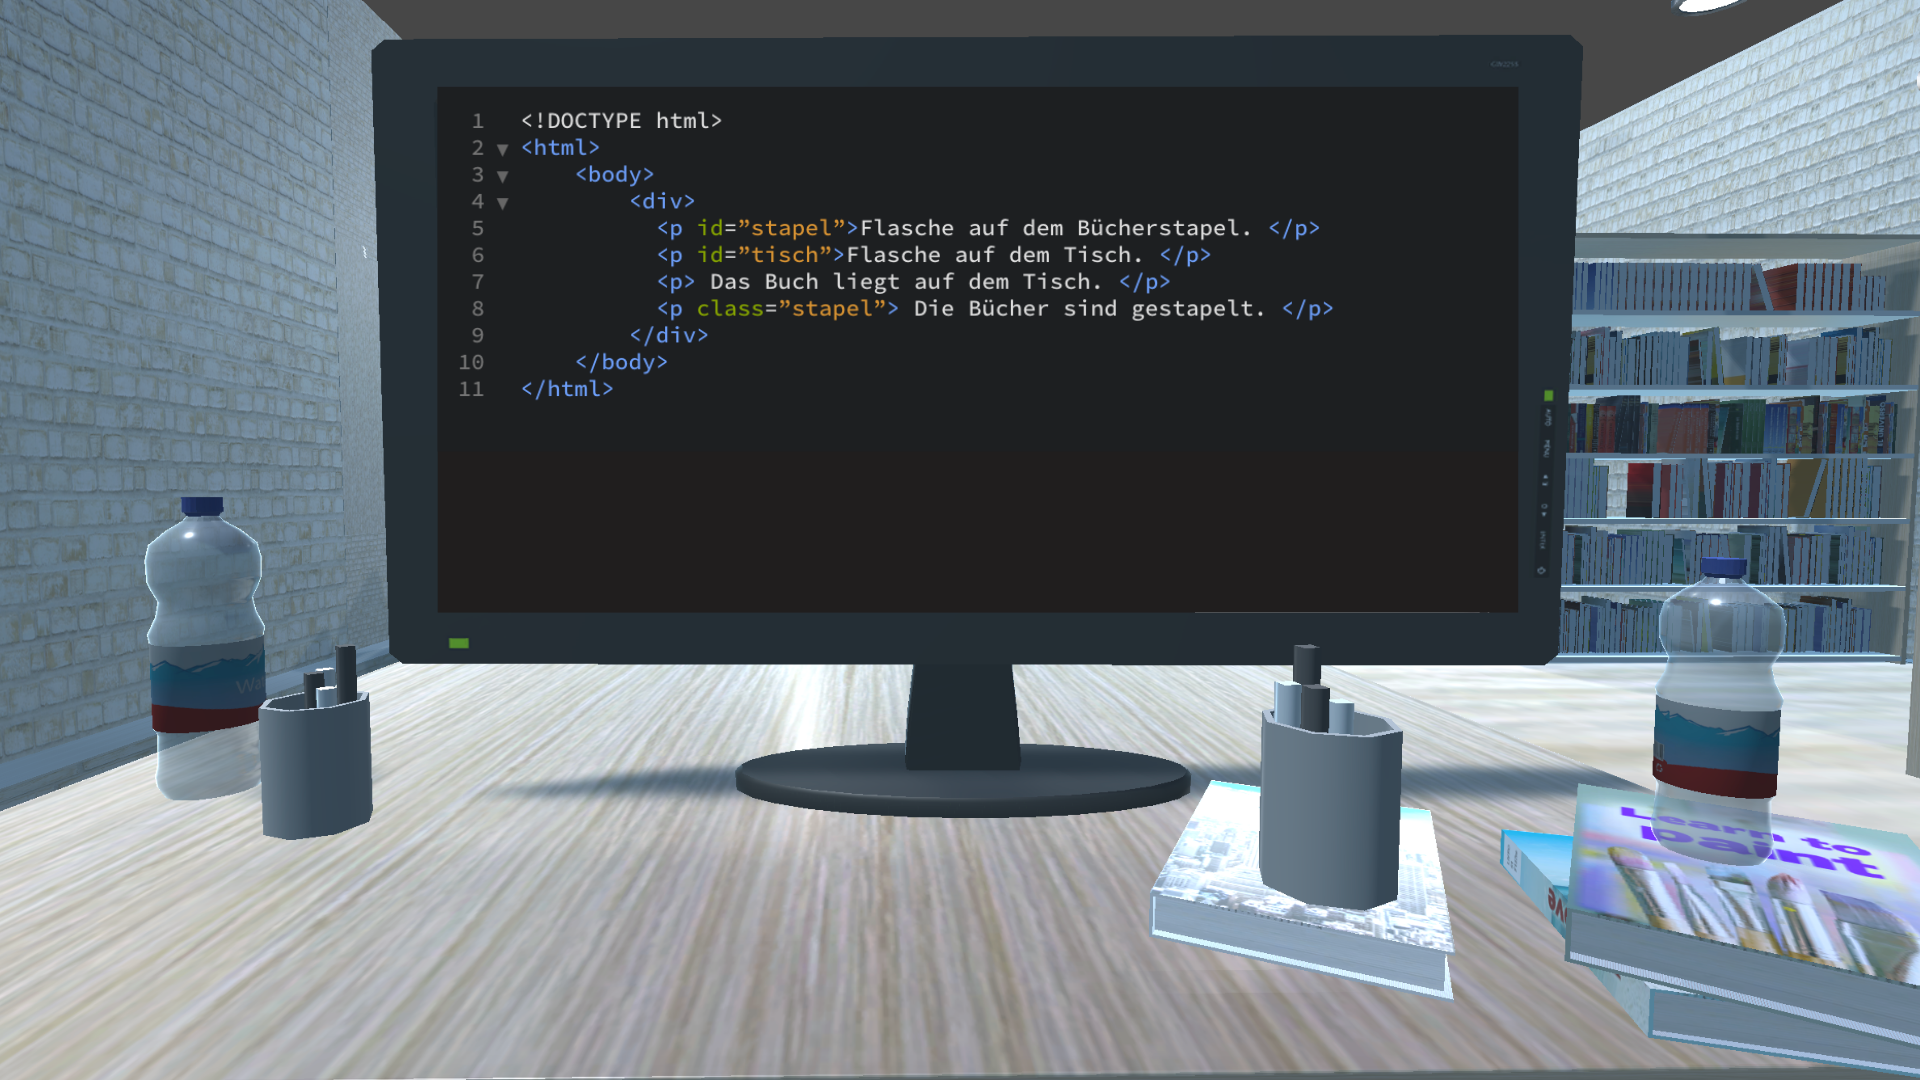 1 <!DOCTYPE html>
2 ▼ <html>
3 ▼ <body>
4 ▼ <div>
5 <p id=”stapel”>Flasche auf dem Bücherstapel. </p>
6 <p id=”tisch”>Flasche auf dem Tisch. </p>
7 <p> Das Buch liegt auf dem Tisch. </p>
8 <p class=”stapel”> Die Bücher sind gestapelt. </p>
9 </div>
10 </body>
11 </html>
Learn to
paint